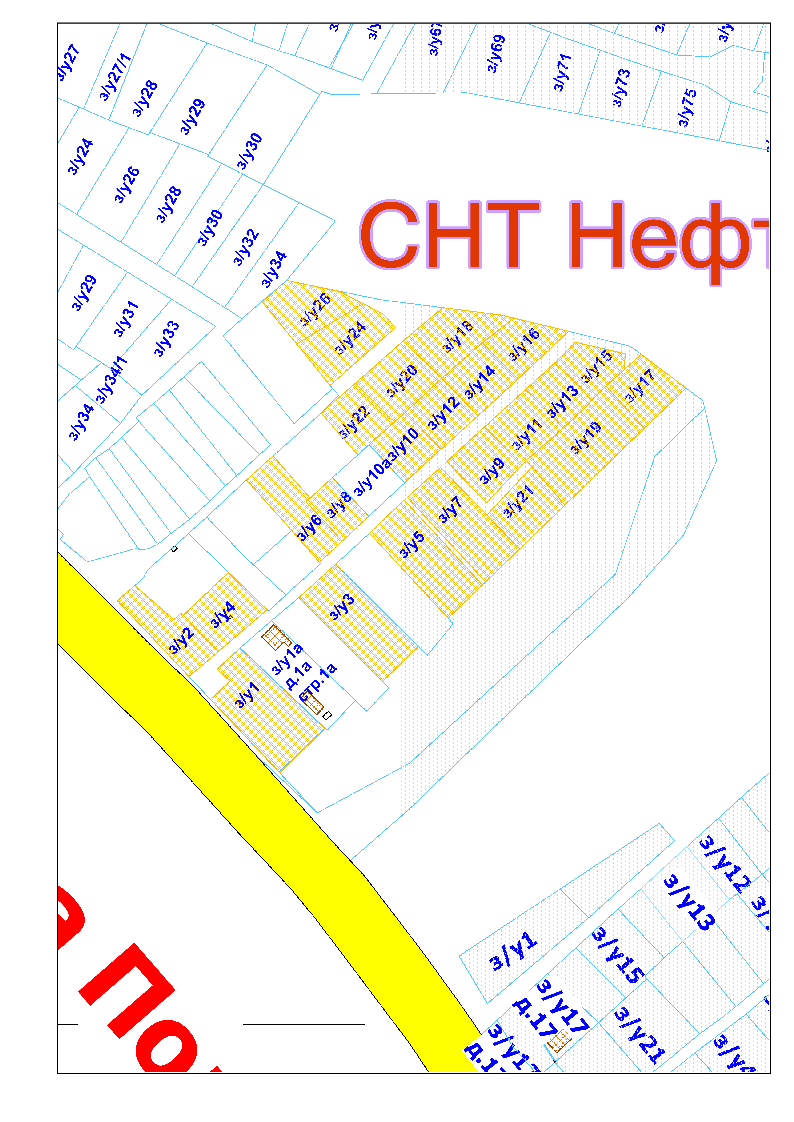 з/у27
з/у27/1
з/у28
з/у29
з/у30
з/у69
з/у71
з/у73
з/у75
з/у24
з/у26
з/у28
з/у30
з/у32
з/у34
СНТ Нефт
з/у29
з/у31
з/у33
з/у34/1
з/у34
з/у26
з/у24
з/у18
з/у16
з/у20
з/у14
з/у22
з/у12
з/у10
з/у10а
з/у15
з/у17
з/у13
з/у11
з/у19
з/у9
з/у21
з/у8
з/у6
з/у7
з/у5
з/у4
з/у2
з/у3
з/у1а
д.1а
стр.1а
з/у1
з/у12
з/у13
з/у1
з/у15
з/у17
д.17
з/у21
а По